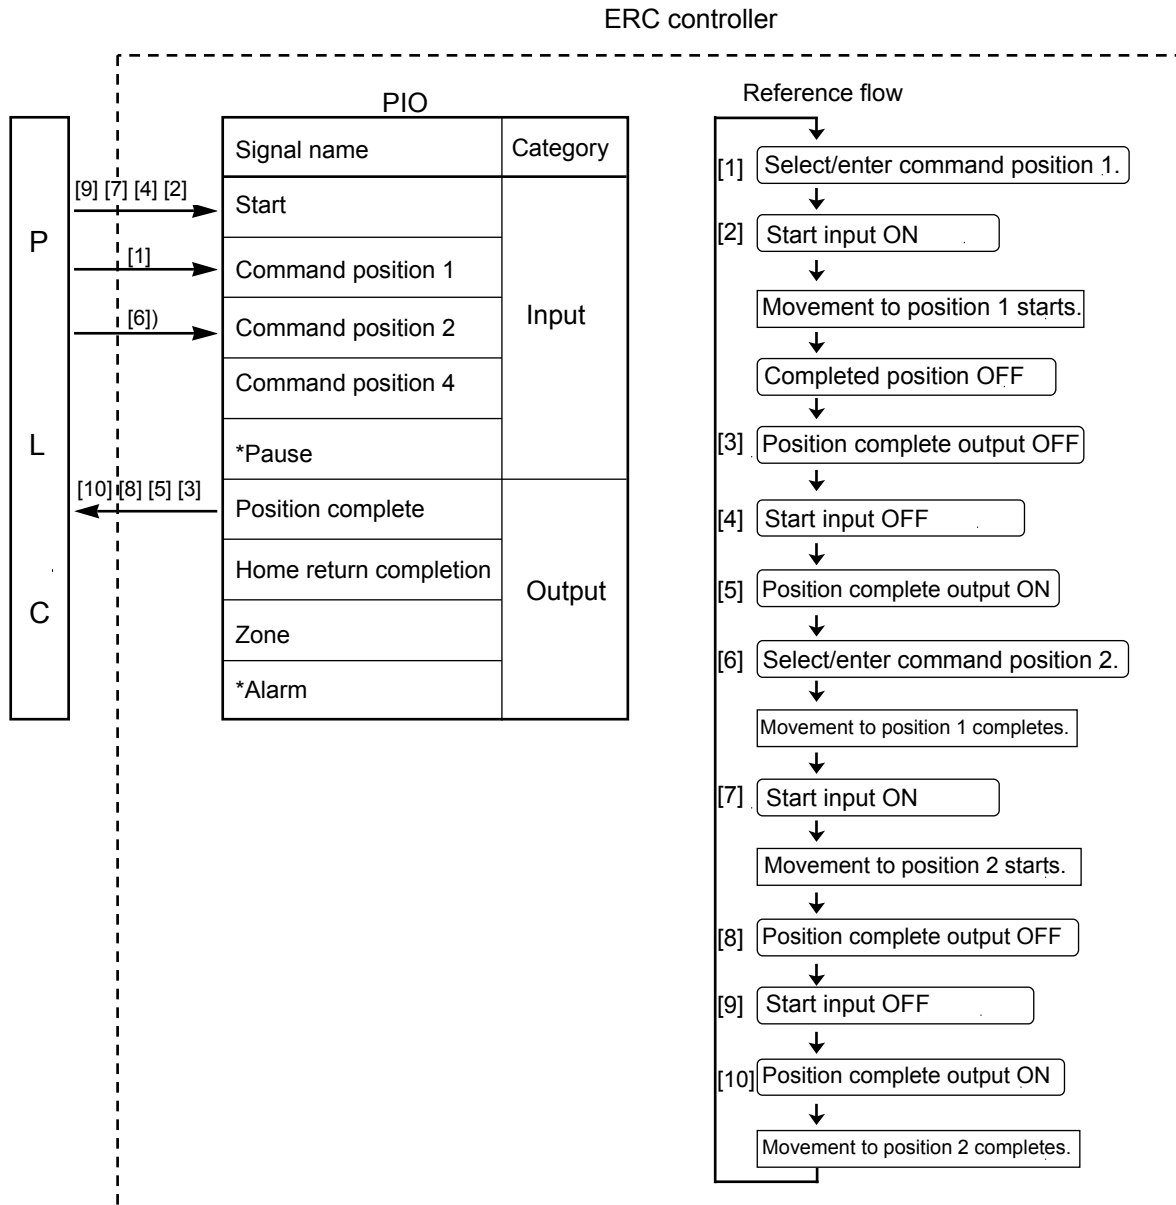 ERC controller
PIO
Signal name
Category
[9] [7] [4] [2]
Start
[1]
Command position 1
[6])
Command position 2
Input
Command position 4
*Pause
[10] [8] [5] [3]
Position complete
Home return completion
Output
Zone
*Alarm
P
L
C
Reference flow
[1] Select/enter command position 1.
[2] Start input ON
Movement to position 1 starts.
Completed position OFF
[3] Position complete output OFF
[4] Start input OFF
[5] Position complete output ON
[6] Select/enter command position 2.
Movement to position 1 completes.
[7] Start input ON
Movement to position 2 starts.
[8] Position complete output OFF
[9] Start input OFF
[10] Position complete output ON
Movement to position 2 completes.